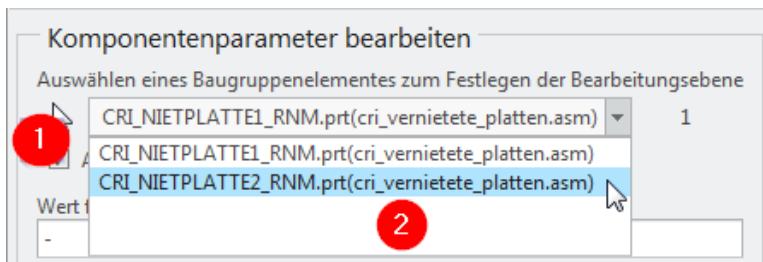 Komponentenparameter bearbeiten
Auswählen eines Baugruppenelementes zum Festlegen der Bearbeitungsebene
CRI_NIETPLATTE1_RNM.prt(cri_vernietete_platten.asm) 1
1
CRI_NIETPLATTE1_RNM.prt(cri_vernietete_platten.asm)
CRI_NIETPLATTE2_RNM.prt(cri_vernietete_platten.asm)
Wert
2
-